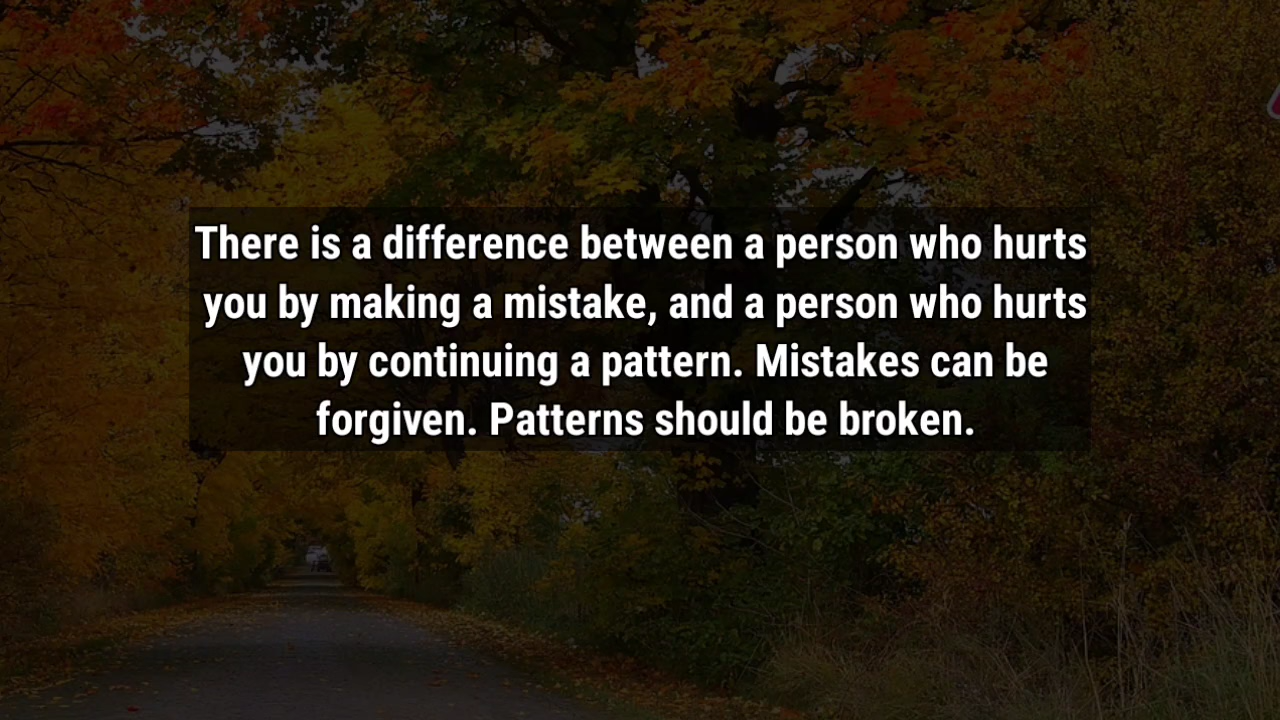 There is a difference between a person who hurts
you by making a mistake, and a person who hurts
you by continuing a pattern. Mistakes can be
forgiven. Patterns should be broken.